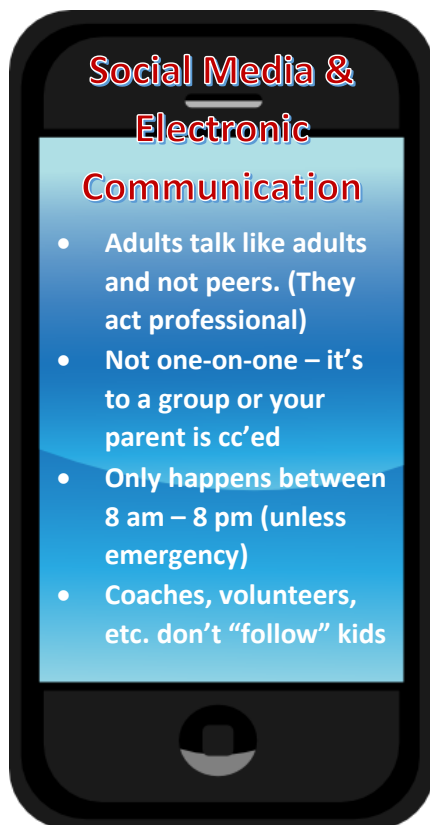 Social Media &
Electronic
Communication
• Adults talk like adults
and not peers. (They
act professional)
• Not one-on-one – it’s
to a group or your
parent is cc’ed
• Only happens between
8 am – 8 pm (unless
emergency)
• Coaches, volunteers,
etc. don’t “follow” kids